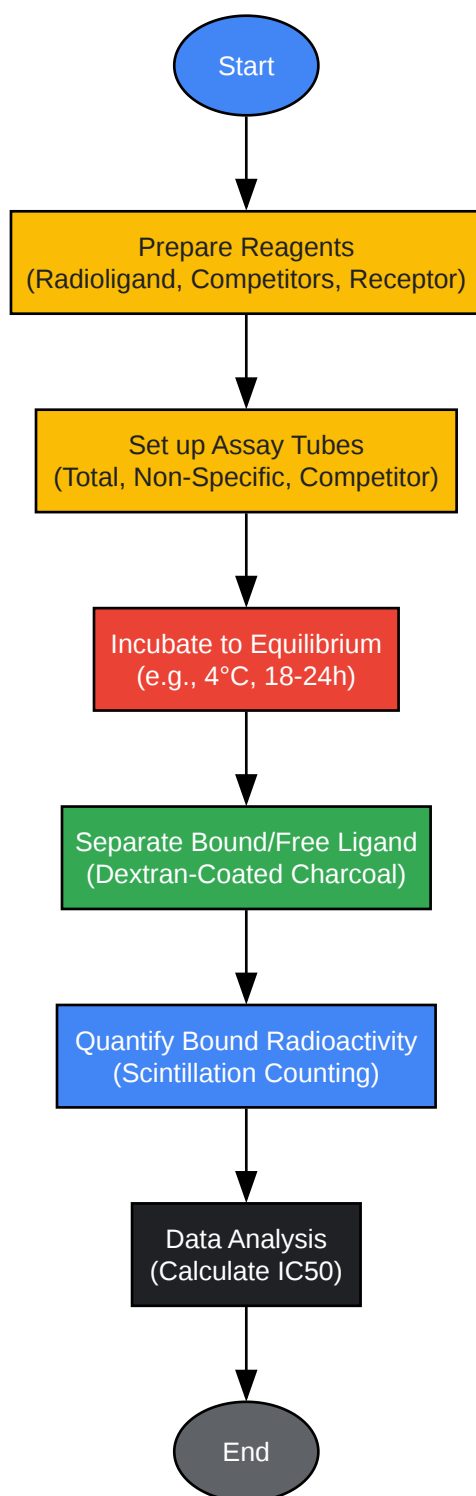 Start
Prepare Reagents
(Radioligand, Competitors, Receptor)
Set up Assay Tubes
(Total, Non-Specific, Competitor)
Incubate to Equilibrium
(e.g., 4°C, 18-24h)
Separate Bound/Free Ligand
(Dextran-Coated Charcoal)
Quantify Bound Radioactivity
(Scintillation Counting)
Data Analysis
(Calculate IC50)
End